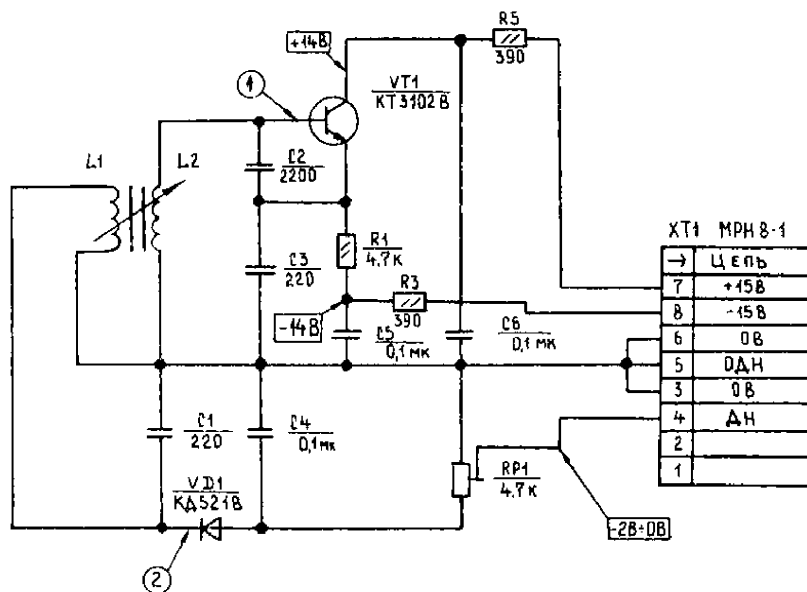 R5
390
+14В
VT1
КТ3102В
1
L1
L2
C2
2200
R1
4,7К
C3
220
R3
390
-14В
C5
0,1мк
C6
0,1мк
XT1 МРН8-1
→ ЦЕПЬ
7 +15В
8 -15В
6 0В
5 0ДН
3 0В
4 ДН
2
1
C1
220
C4
0,1мк
VD1
КД521В
RP1
4,7К
-2В÷0В
2